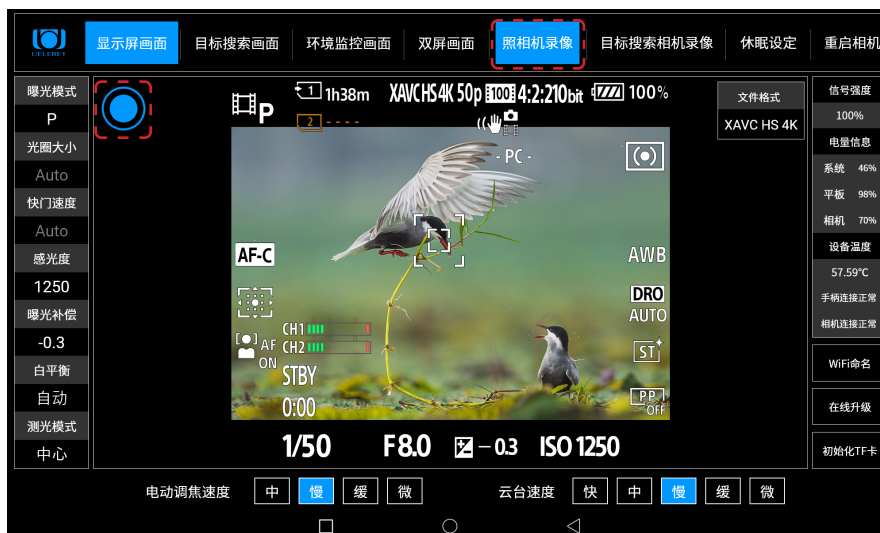 UELEBET
显示屏画面 目标搜索画面 环境监控画面 双屏画面 照相机录像 目标搜索相机录像 休眠设定 重启相机
曝光模式
P
光圈大小
Auto
快门速度
Auto
感光度
1250
曝光补偿
-0.3
白平衡
自动
测光模式
中心
P
1 1h38m XAVC HS 4K 50p 100 4:2:2 10bit 100%
2 - - - -
- PC -
AF-C
AWB
DRO
AUTO
CH1
CH2
AF
ON
ST
STBY
0:00
PP
OFF
1/50 F8.0 -0.3 ISO 1250
文件格式
XAVC HS 4K
信号强度
100%
电量信息
系统 46%
平板 98%
相机 70%
设备温度
57.59℃
手柄连接正常
相机连接正常
WiFi命名
在线升级
初始化TF卡
电动调焦速度 中 慢 缓 微 云台速度 快 中 慢 缓 微